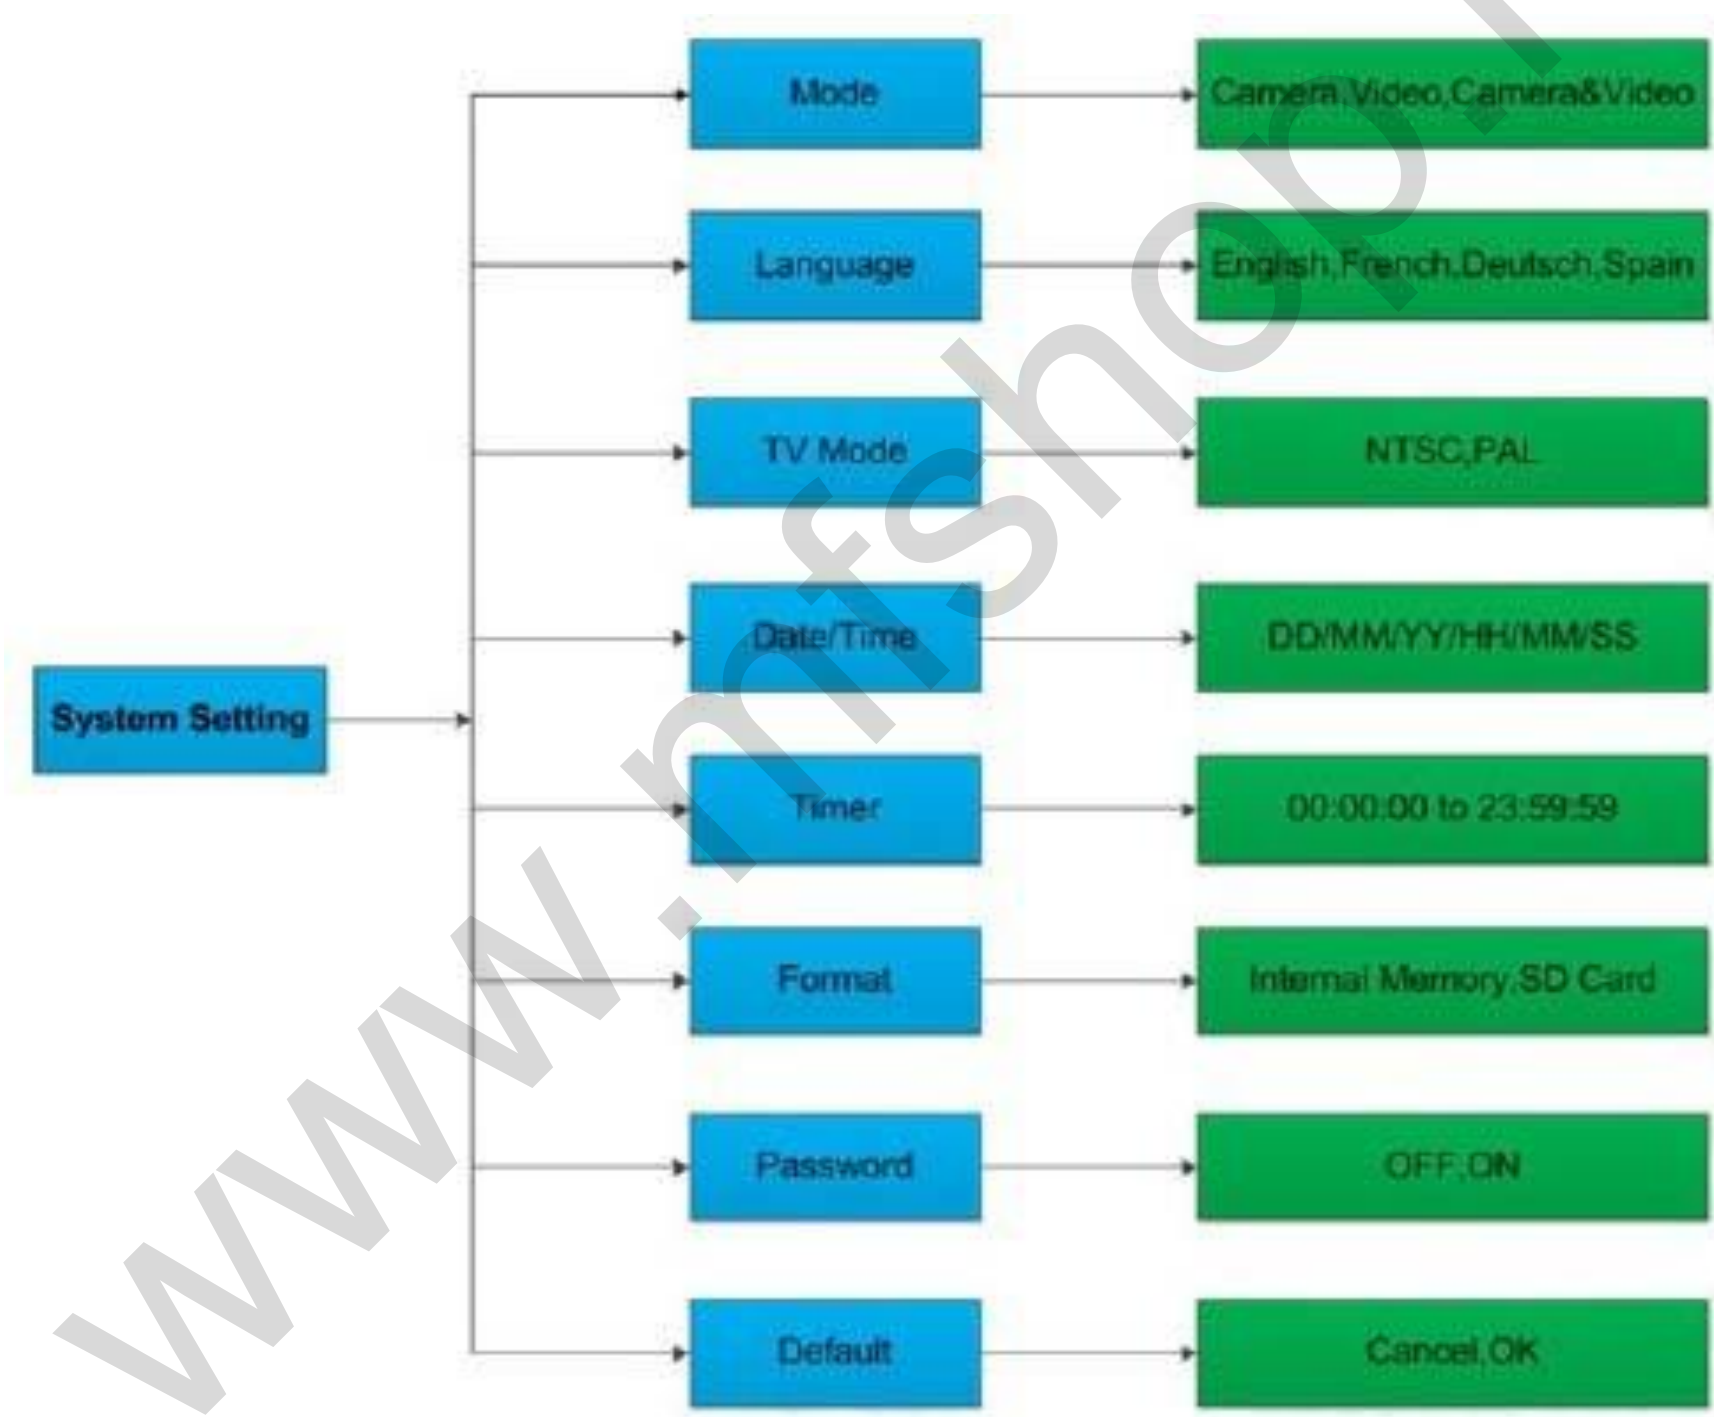 Mode
Camera.Video,Camera&Video
Language
English,French.Deutsch,Spain
TV Mode
NTSC,PAL
Date/Time
DD/MM/YY/HH/MM/SS
System Setting
Timer
00:00:00 to 23:59:59
Format
Internal Memory,SD Card
Password
OFF,ON
Default
Cancel,OK
www.mfshop.